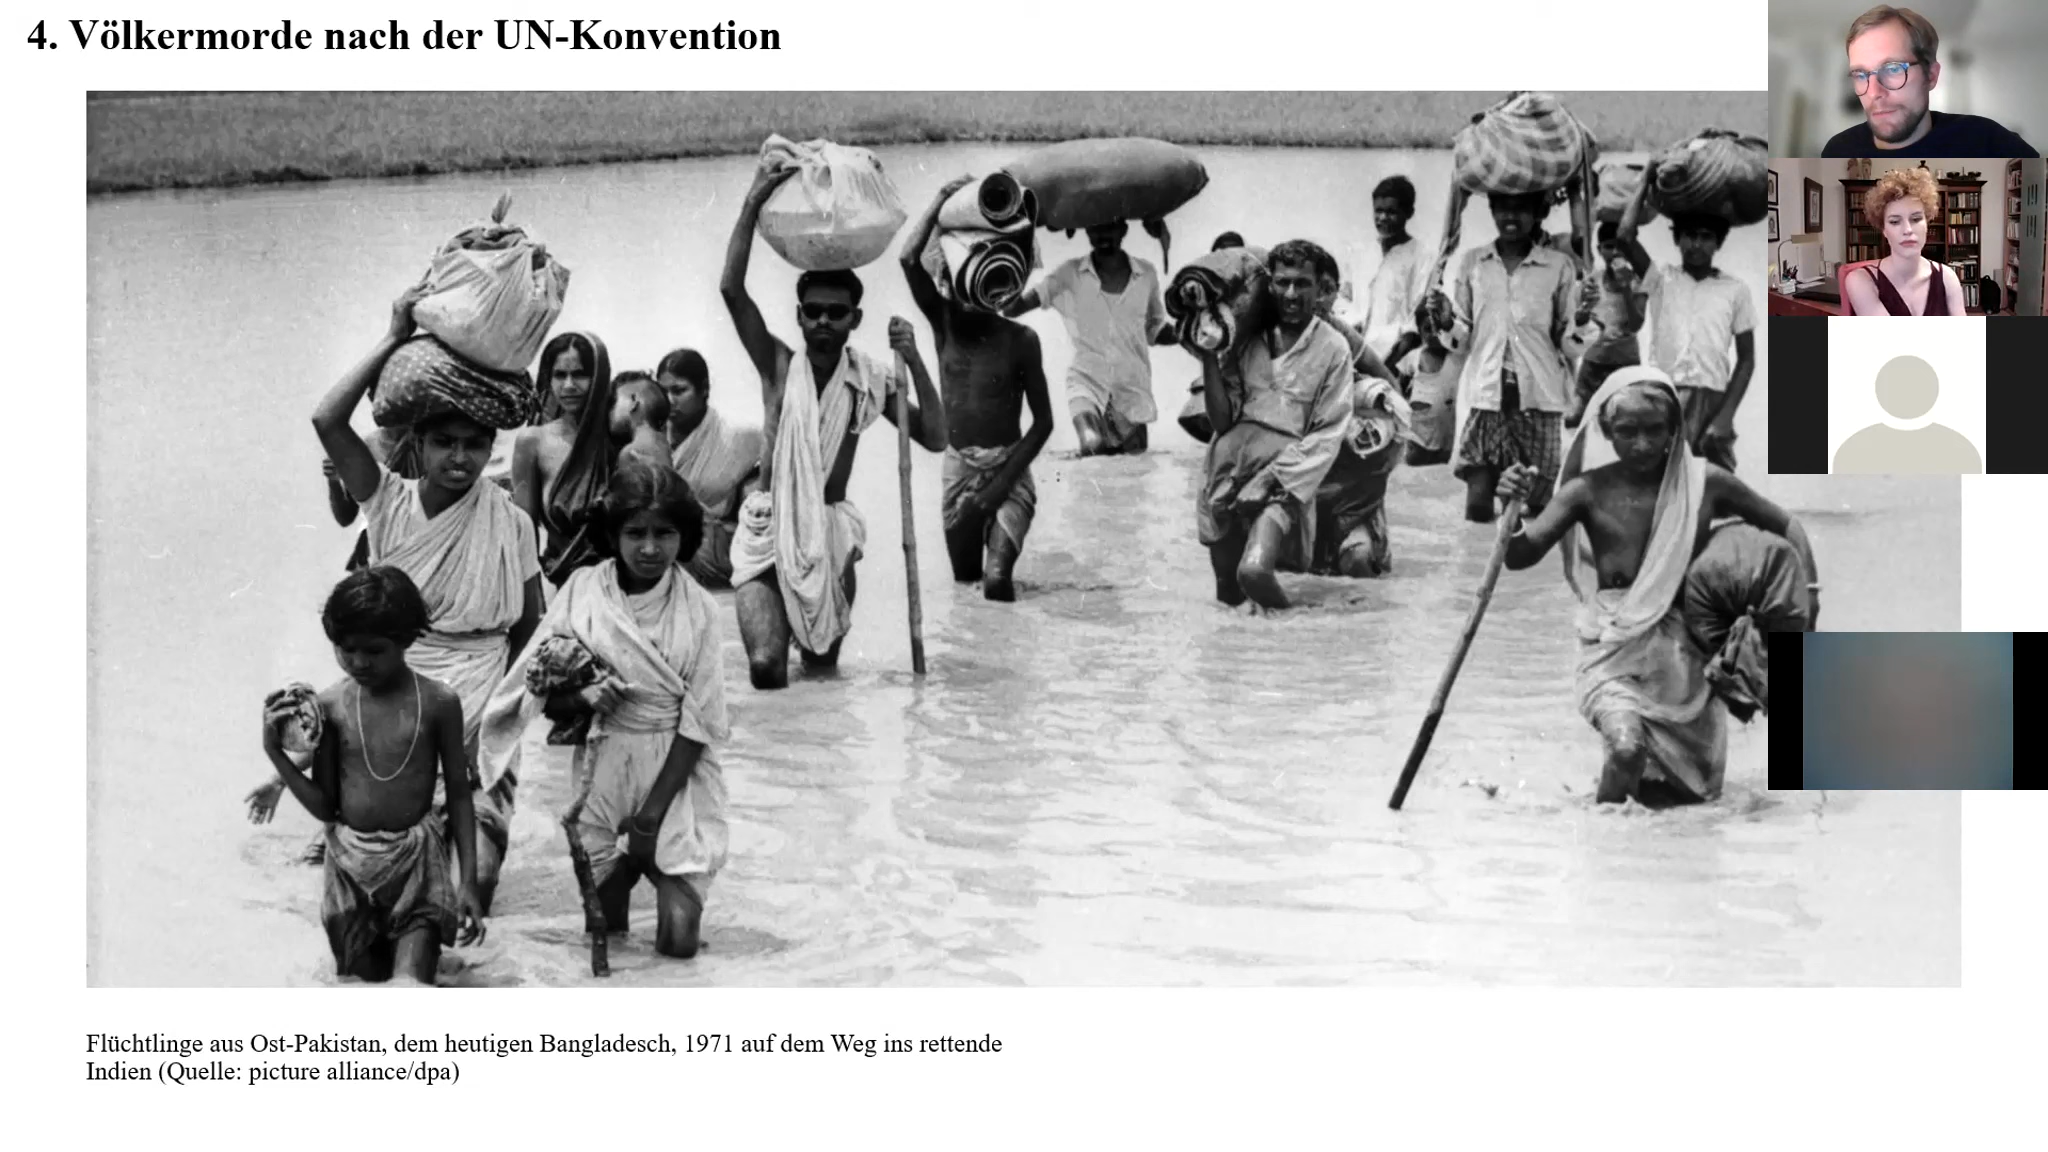 4. Völkermorde nach der UN-Konvention
Flüchtlinge aus Ost-Pakistan, dem heutigen Bangladesch, 1971 auf dem Weg ins rettende
Indien (Quelle: picture alliance/dpa)